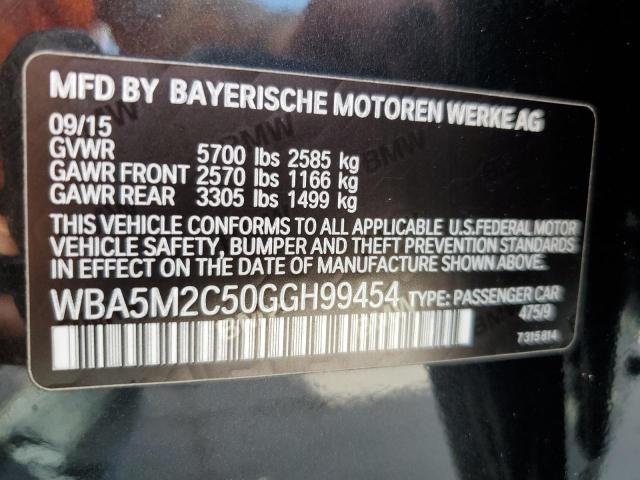 MFD BY BAYERISCHE MOTOREN WERKE AG
09/15
GVWR 5700 lbs 2585 kg
GAWR FRONT 2570 lbs 1166 kg
GAWR REAR 3305 lbs 1499 kg
THIS VEHICLE CONFORMS TO ALL APPLICABLE U.S. FEDERAL MOTOR
VEHICLE SAFETY, BUMPER AND THEFT PREVENTION STANDARDS
IN EFFECT ON THE DATE OF MANUFACTURE SHOWN ABOVE.
WBA5M2C50GGH99454 TYPE: PASSENGER CAR
475/9
7315814
BMW